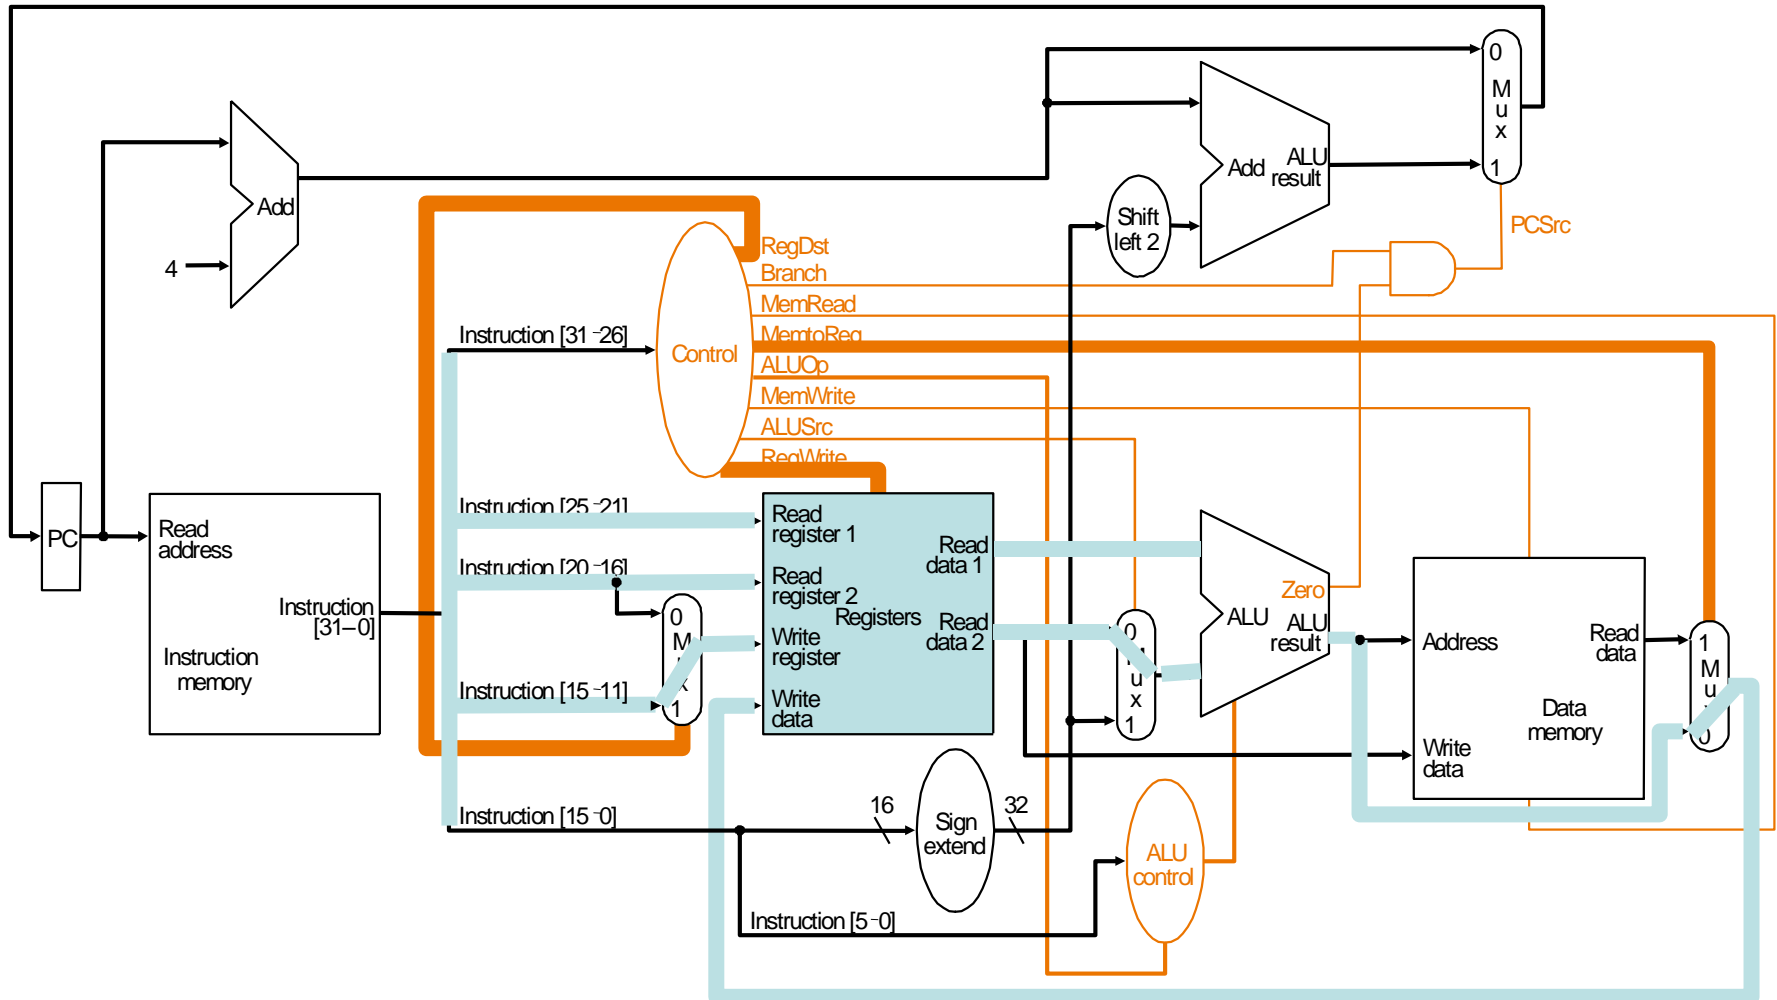 0
M
u
x
1
Add
ALU
result
Shift
left 2
PCSrc
Add
4
RegDst
Branch
MemRead
MemtoReg
ALUOp
MemWrite
ALUSrc
RegWrite
Control
Instruction [31–26]
Instruction [25–21]
Instruction [20–16]
Instruction [15–11]
Instruction [15–0]
Instruction [5–0]
PC
Read
address
Instruction
[31–0]
Instruction
memory
0
M
x
1
Read
register 1
Read
register 2
Write
register
Write
data
Registers
Read
data 1
Read
data 2
0
M
u
x
1
Zero
ALU
ALU
result
Address
Write
data
Read
data
Data
memory
1
M
u
0
16
Sign
extend
32
ALU
control